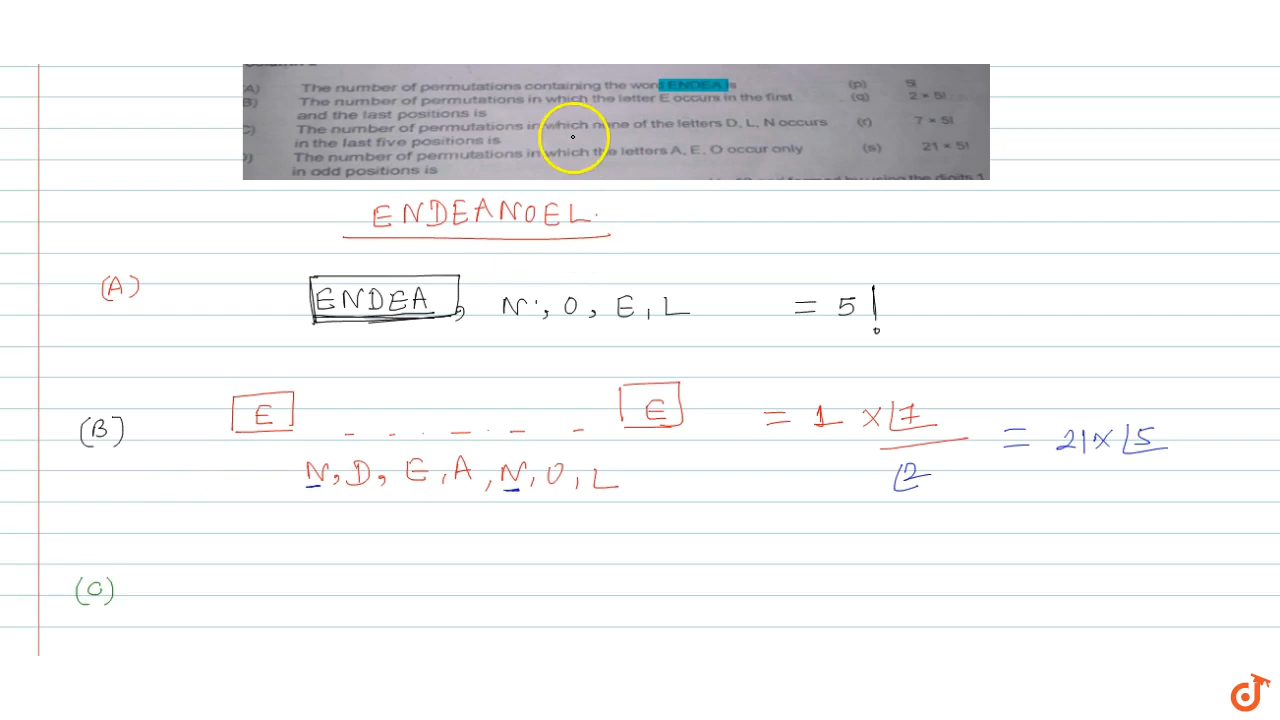 A) The number of permutations containing the word ENDEA is (p) 5!
B) The number of permutations in which the letter E occurs in the first (q) 2 × 5!
and the last positions is
C) The number of permutations in which none of the letters D, L, N occurs (r) 7 × 5!
in the last five positions is
D) The number of permutations in which the letters A, E, O occur only (s) 21 × 5!
in odd positions is
ENDEANOEL.
(A) ENDEA, N, O, E, L = 5!
(B) E _ _ _ _ _ E = 1 × ⌊7 / ⌊2 = 21 × ⌊5
N, D, E, A, N, O, L
(C)